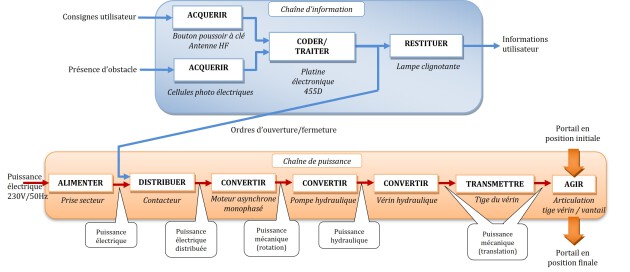 Consignes utilisateur
ACQUERIR
Chaîne d'information
Bouton poussoir à clé
Antenne HF
CODER/
TRAITER
RESTITUER
Informations
utilisateur
Présence d'obstacle
ACQUERIR
Lampe clignotante
Platine
électronique
455D
Cellules photo électriques
Ordres d'ouverture/fermeture
Portail en
position initiale
Chaîne de puissance
Puissance
électrique
230V/50Hz
ALIMENTER
DISTRIBUER
CONVERTIR
CONVERTIR
CONVERTIR
TRANSMETTRE
AGIR
Prise secteur
Contacteur
Moteur asynchrone
monophasé
Pompe hydraulique
Vérin hydraulique
Tige du vérin
Articulation
tige vérin / vantail
Puissance
électrique
Puissance
électrique
distribuée
Puissance
mécanique
(rotation)
Puissance
hydraulique
Puissance
mécanique
(translation)
Portail en
position finale